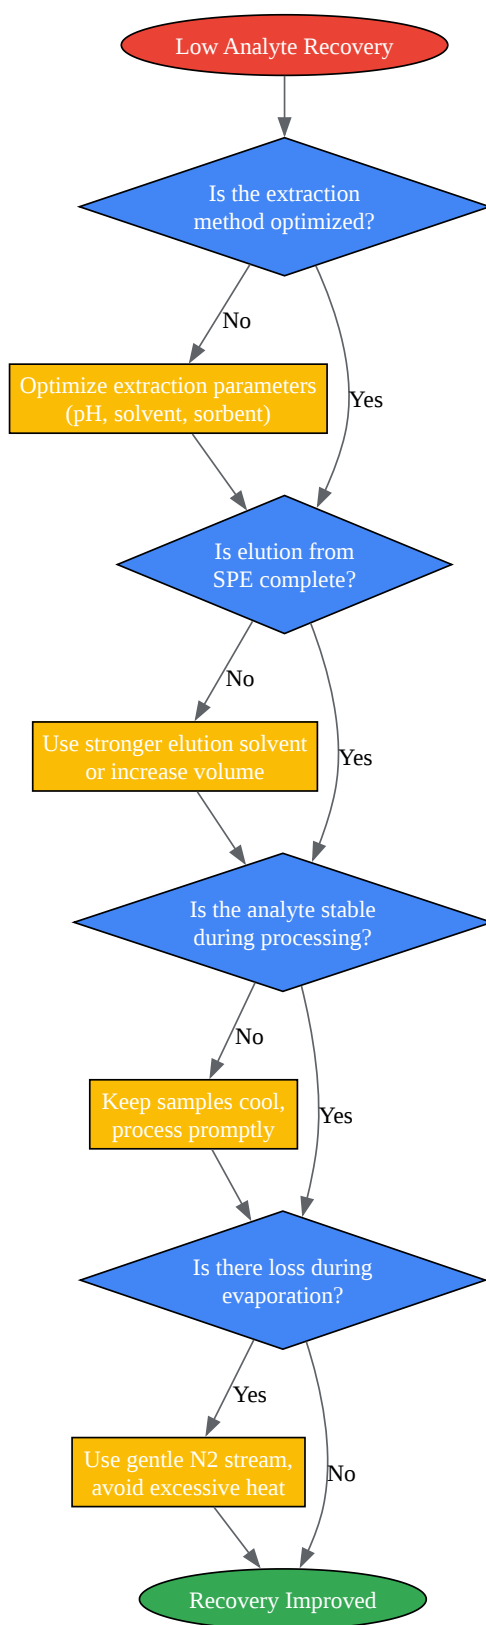 Low Analyte Recovery
Is the extraction
method optimized?
No
Optimize extraction parameters
(pH, solvent, sorbent)
Yes
Is elution from
SPE complete?
No
Use stronger elution solvent
or increase volume
Yes
Is the analyte stable
during processing?
No
Keep samples cool,
process promptly
Yes
Is there loss during
evaporation?
Yes
Use gentle N2 stream,
avoid excessive heat
No
Recovery Improved